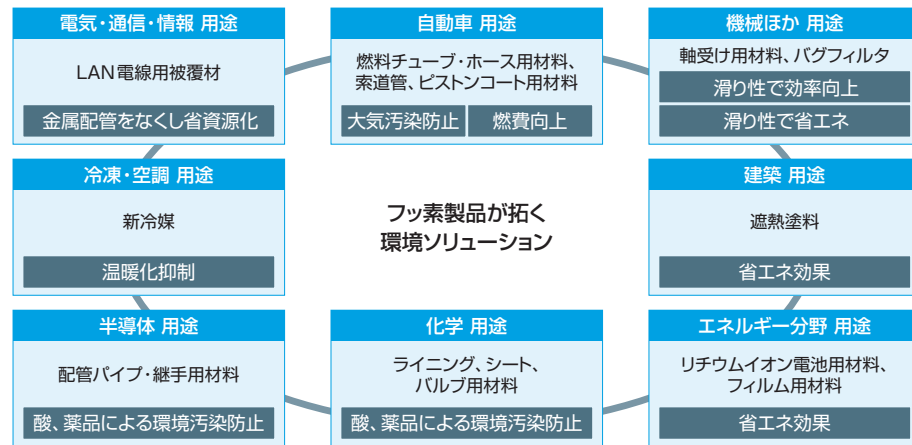 電気・通信・情報 用途
LAN電線用被覆材
金属配管をなくし省資源化
自動車 用途
燃料チューブ・ホース用材料、
索道管、ピストンコート用材料
大気汚染防止
燃費向上
機械ほか 用途
軸受け用材料、バグフィルタ
滑り性で効率向上
滑り性で省エネ
冷凍・空調 用途
新冷媒
温暖化抑制
フッ素製品が拓く
環境ソリューション
建築 用途
遮熱塗料
省エネ効果
半導体 用途
配管パイプ・継手用材料
酸、薬品による環境汚染防止
化学 用途
ライニング、シート、
バルブ用材料
酸、薬品による環境汚染防止
エネルギー分野 用途
リチウムイオン電池用材料、
フィルム用材料
省エネ効果